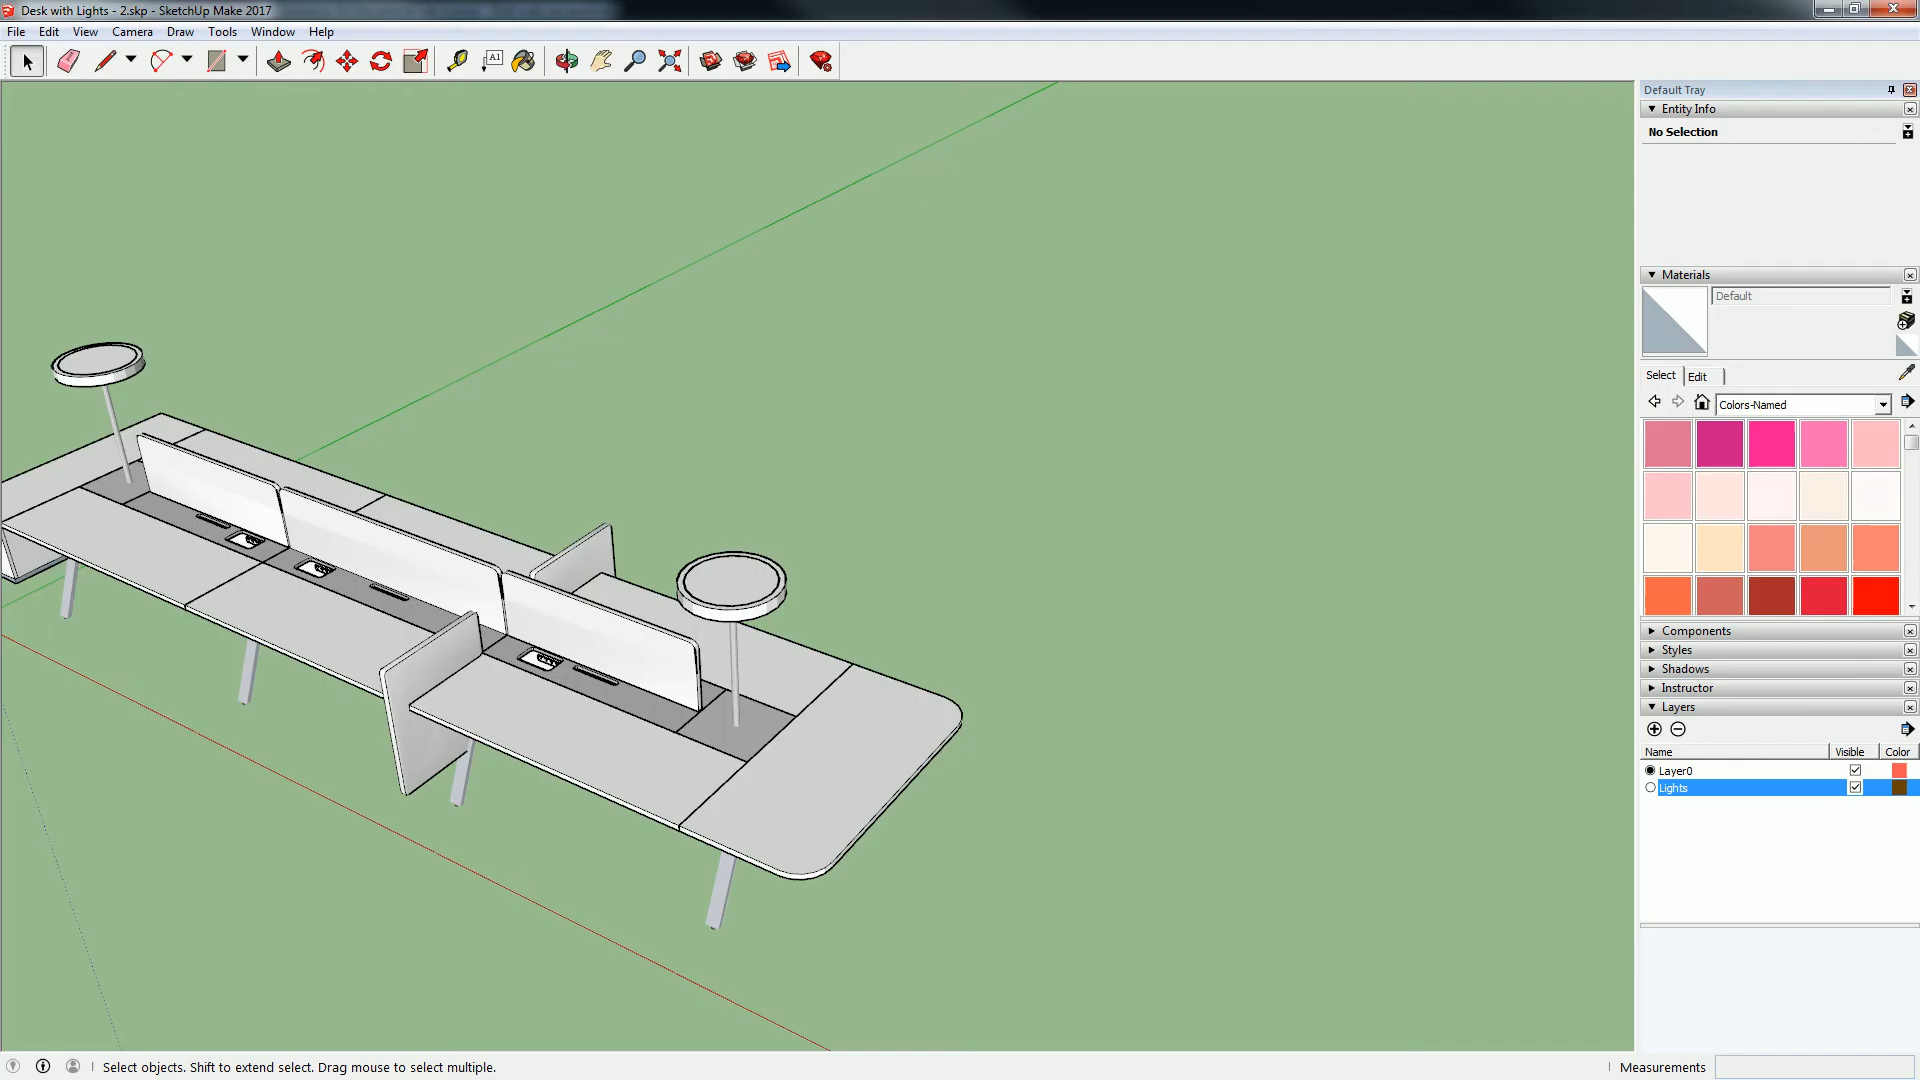 Desk with Lights - 2.skp - SketchUp Make 2017
File Edit View Camera Draw Tools Window Help
A1
Default Tray
Entity Info
No Selection
Materials
Default
Select Edit
Colors-Named
Components
Styles
Shadows
Instructor
Layers
Name Visible Color
Layer0
Lights
Select objects. Shift to extend select. Drag mouse to select multiple.
Measurements